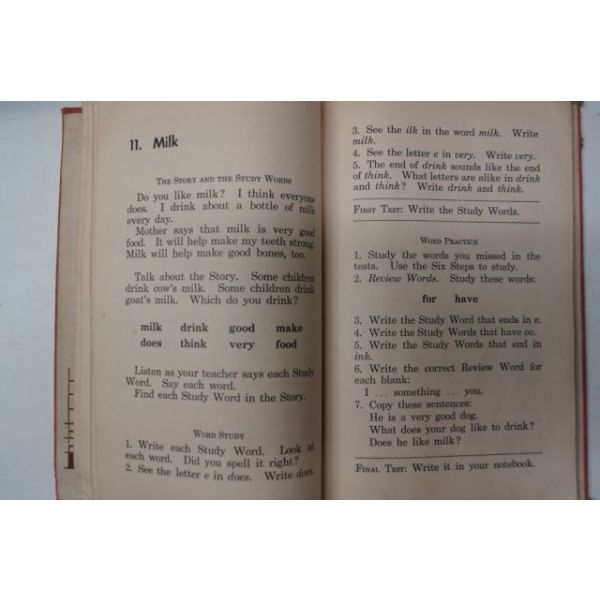 11. Milk
THE STORY AND THE STUDY WORDS
Do you like milk? I think everyone
does. I drink about a bottle of milk
every day.
Mother says that milk is very good
food. It will help make my teeth strong.
Milk will help make good bones, too.
Talk about the Story. Some children
drink cow's milk. Some children drink
goat's milk. Which do you drink?
milk drink good make
does think very food
Listen as your teacher says each Study
Word. Say each word.
Find each Study Word in the Story.
WORD STUDY
1. Write each Study Word. Look at
each word. Did you spell it right?
2. See the letter e in does. Write does.
3. See the ilk in the word milk. Write
milk.
4. See the letter e in very. Write very.
5. The end of drink sounds like the end
of think. What letters are alike in drink
and think? Write drink and think.
FIRST TEST: Write the Study Words.
WORD PRACTICE
1. Study the words you missed in the
tests. Use the Six Steps to study.
2. Review Words. Study these words:
for have
3. Write the Study Word that ends in e.
4. Write the Study Words that have oo.
5. Write the Study Words that end in
ink.
6. Write the correct Review Word for
each blank:
I ... something ... you.
7. Copy these sentences:
He is a very good dog.
What does your dog like to drink?
Does he like milk?
FINAL TEST: Write it in your notebook.